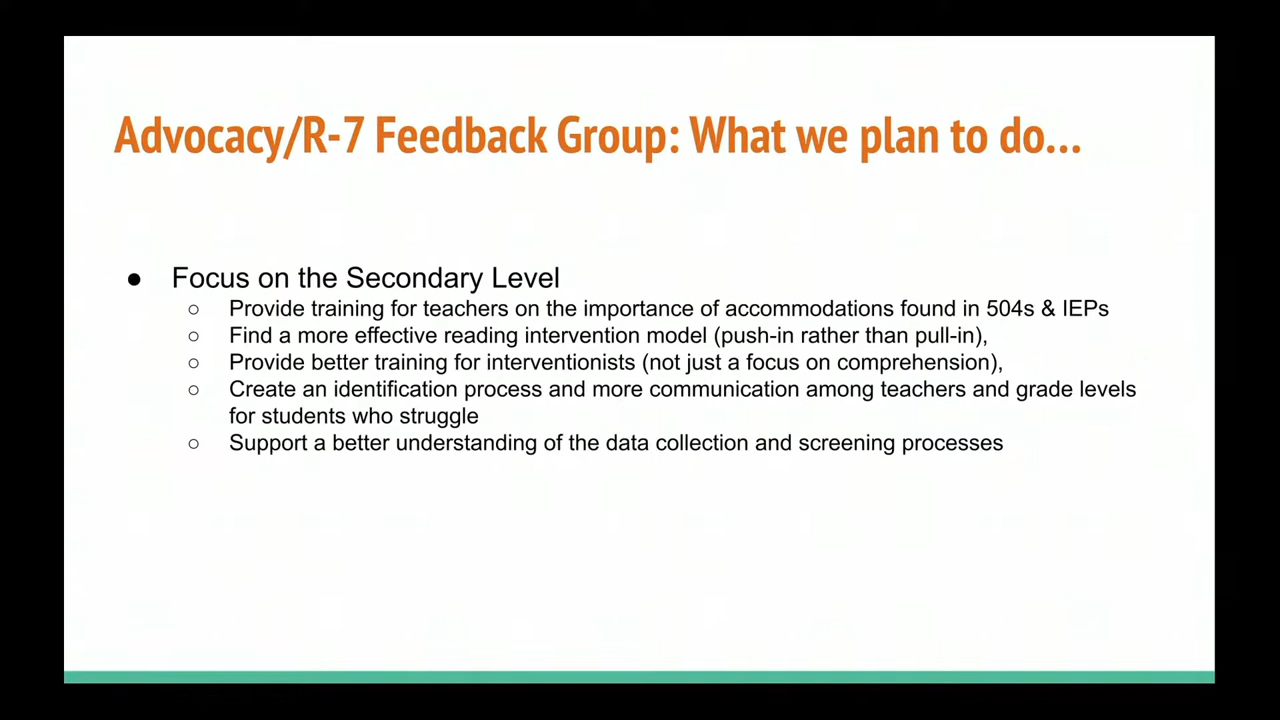 Advocacy/R-7 Feedback Group: What we plan to do...
● Focus on the Secondary Level
○ Provide training for teachers on the importance of accommodations found in 504s & IEPs
○ Find a more effective reading intervention model (push-in rather than pull-in),
○ Provide better training for interventionists (not just a focus on comprehension),
○ Create an identification process and more communication among teachers and grade levels
for students who struggle
○ Support a better understanding of the data collection and screening processes